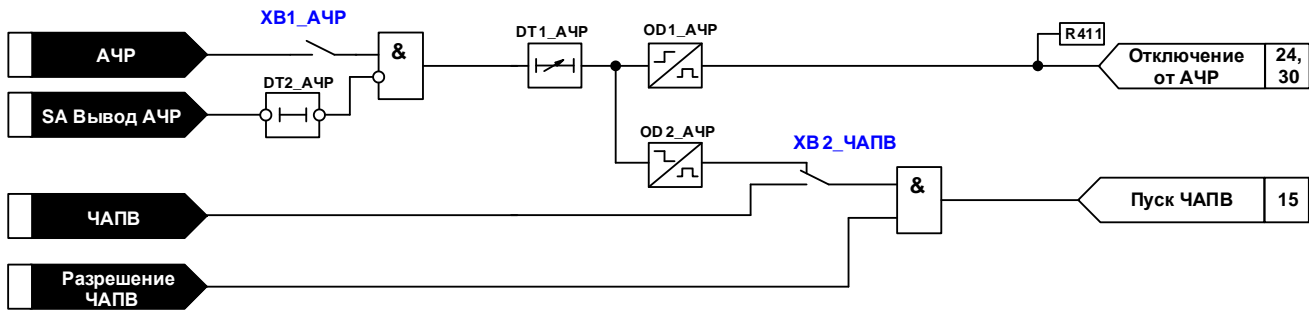 XB1_АЧР
АЧР
&
DT1_АЧР
OD1_АЧР
R411
Отключение
от АЧР
24,
30
DT2_АЧР
SA Вывод АЧР
OD2_АЧР
XB2_ЧАПВ
&
ЧАПВ
Пуск ЧАПВ
15
Разрешение
ЧАПВ